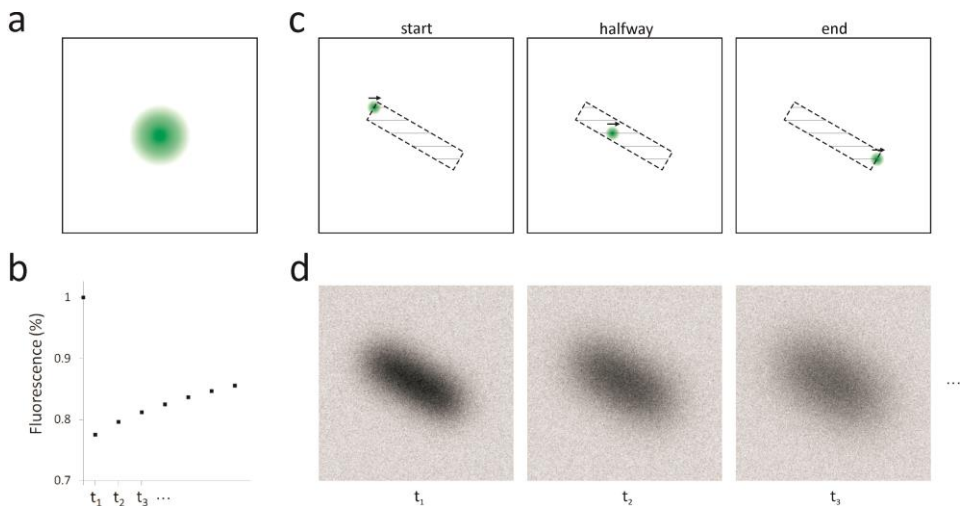 a
c
start
halfway
end
b
1
0.9
0.8
0.7
Fluorescence (%)
t₁ t₂ t₃ ...
d
t₁
t₂
t₃
...